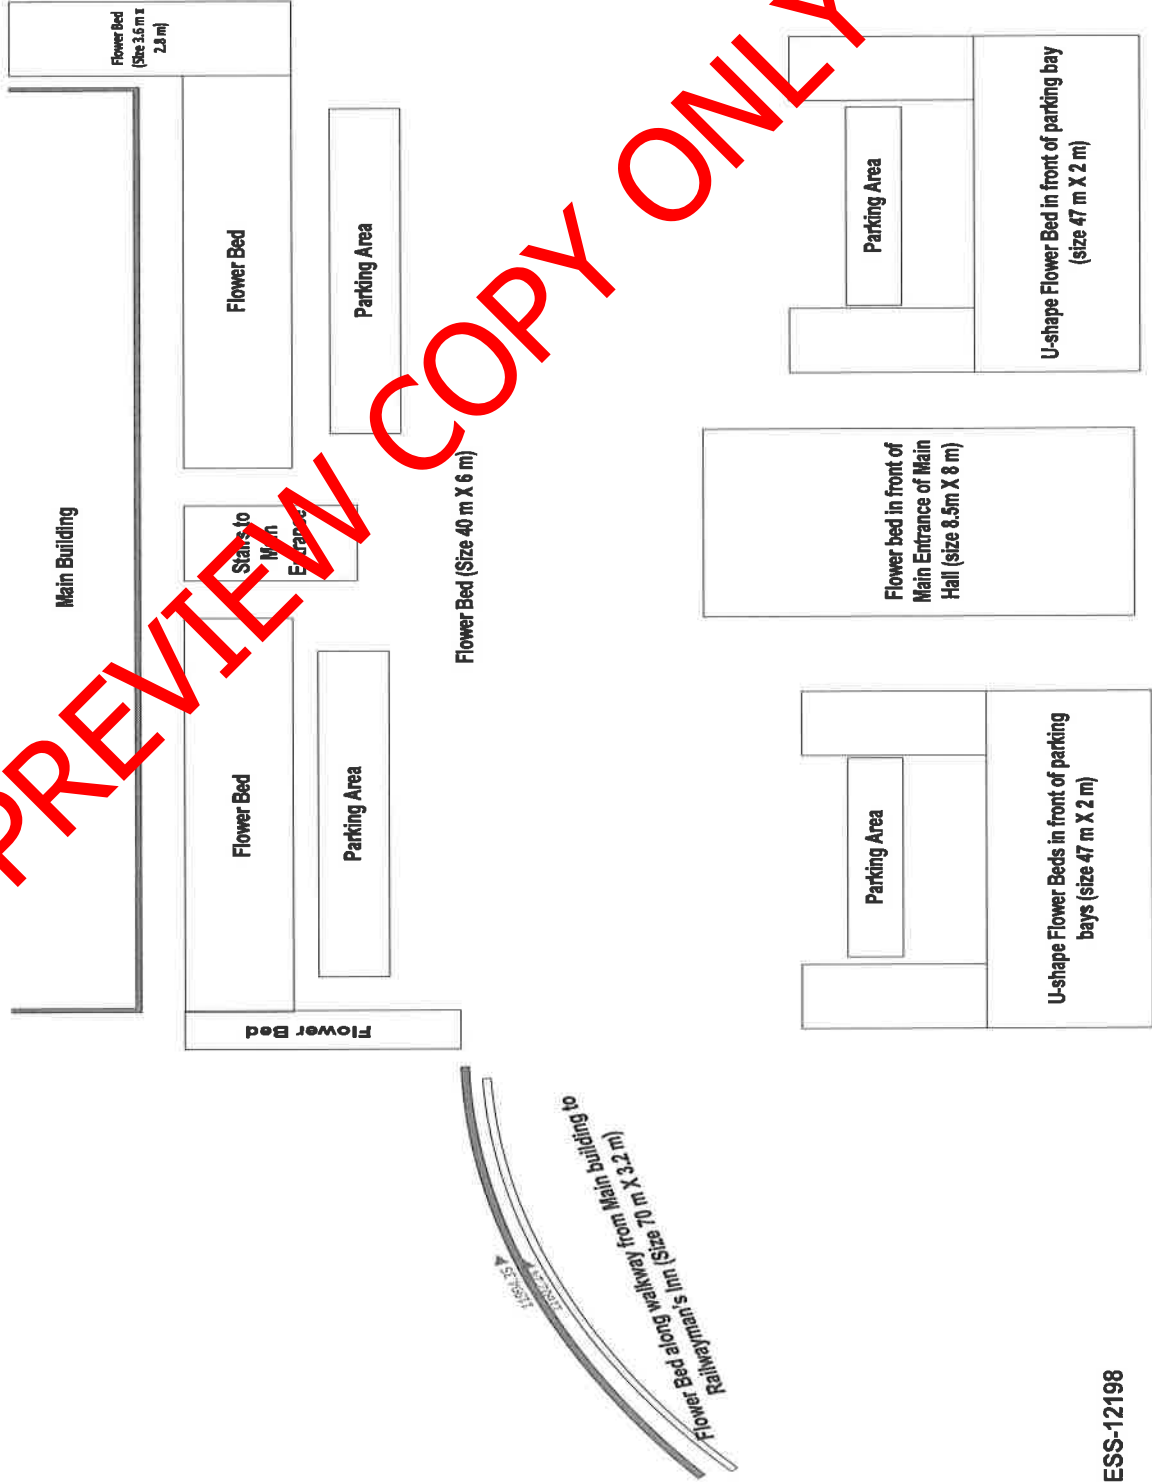 Flower Bed
(Size 3.6 m x
2.8 m)
Main Building
Flower Bed
Parking Area
Stairs to
Main
Entrance
Flower Bed
Parking Area
Flower Bed
Flower Bed (Size 40 m X 6 m)
Flower Bed along walkway from Main building to
Railwayman's Inn (Size 70 m X 3.2 m)
Parking Area
U-shape Flower Bed in front of parking bay
(size 47 m X 2 m)
Flower bed in front of
Main Entrance of Main
Hall (size 8.5m X 8 m)
Parking Area
U-shape Flower Beds in front of parking
bays (size 47 m X 2 m)
ESS-12198
PREVIEW COPY ONLY